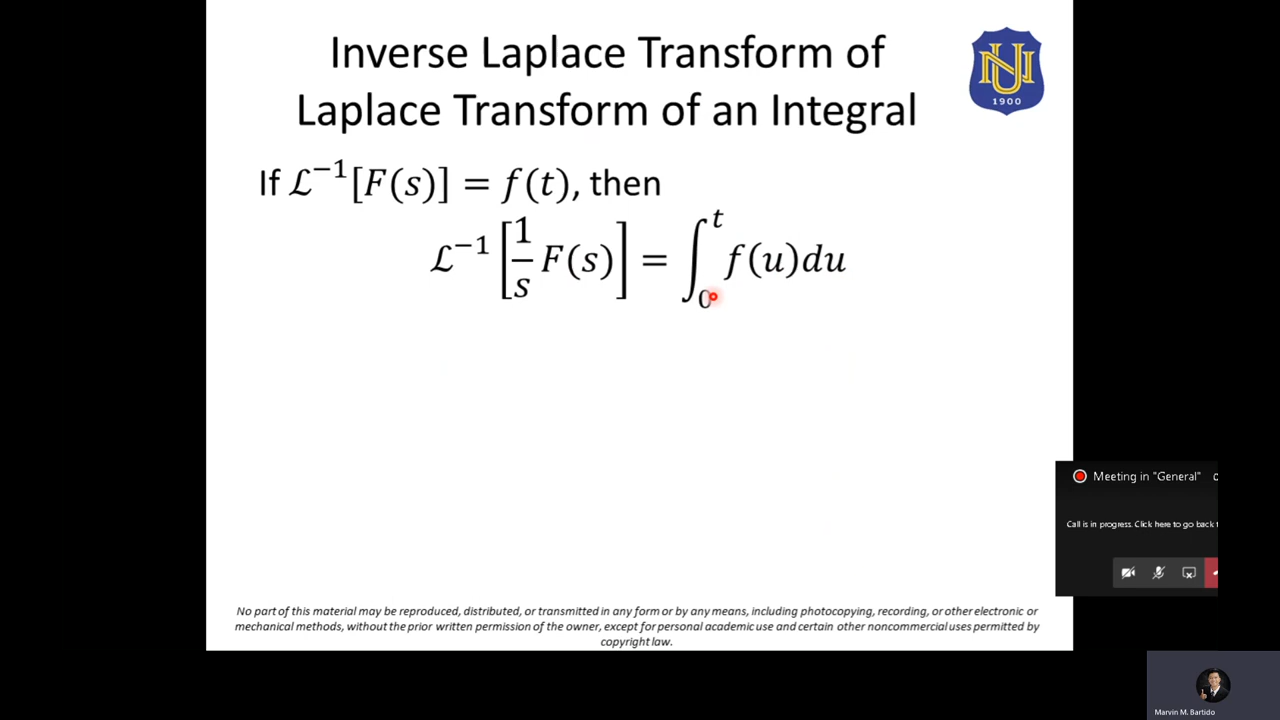 Inverse Laplace Transform of
Laplace Transform of an Integral
NU
1900
If ℒ⁻¹[F(s)] = f(t), then
ℒ⁻¹[1/s F(s)] = ∫₀ᵗ f(u)du
Meeting in "General"
Call is in progress. Click here to go back
No part of this material may be reproduced, distributed, or transmitted in any form or by any means, including photocopying, recording, or other electronic or
mechanical methods, without the prior written permission of the owner, except for personal academic use and certain other noncommercial uses permitted by
copyright law.
Marvin M. Bartido